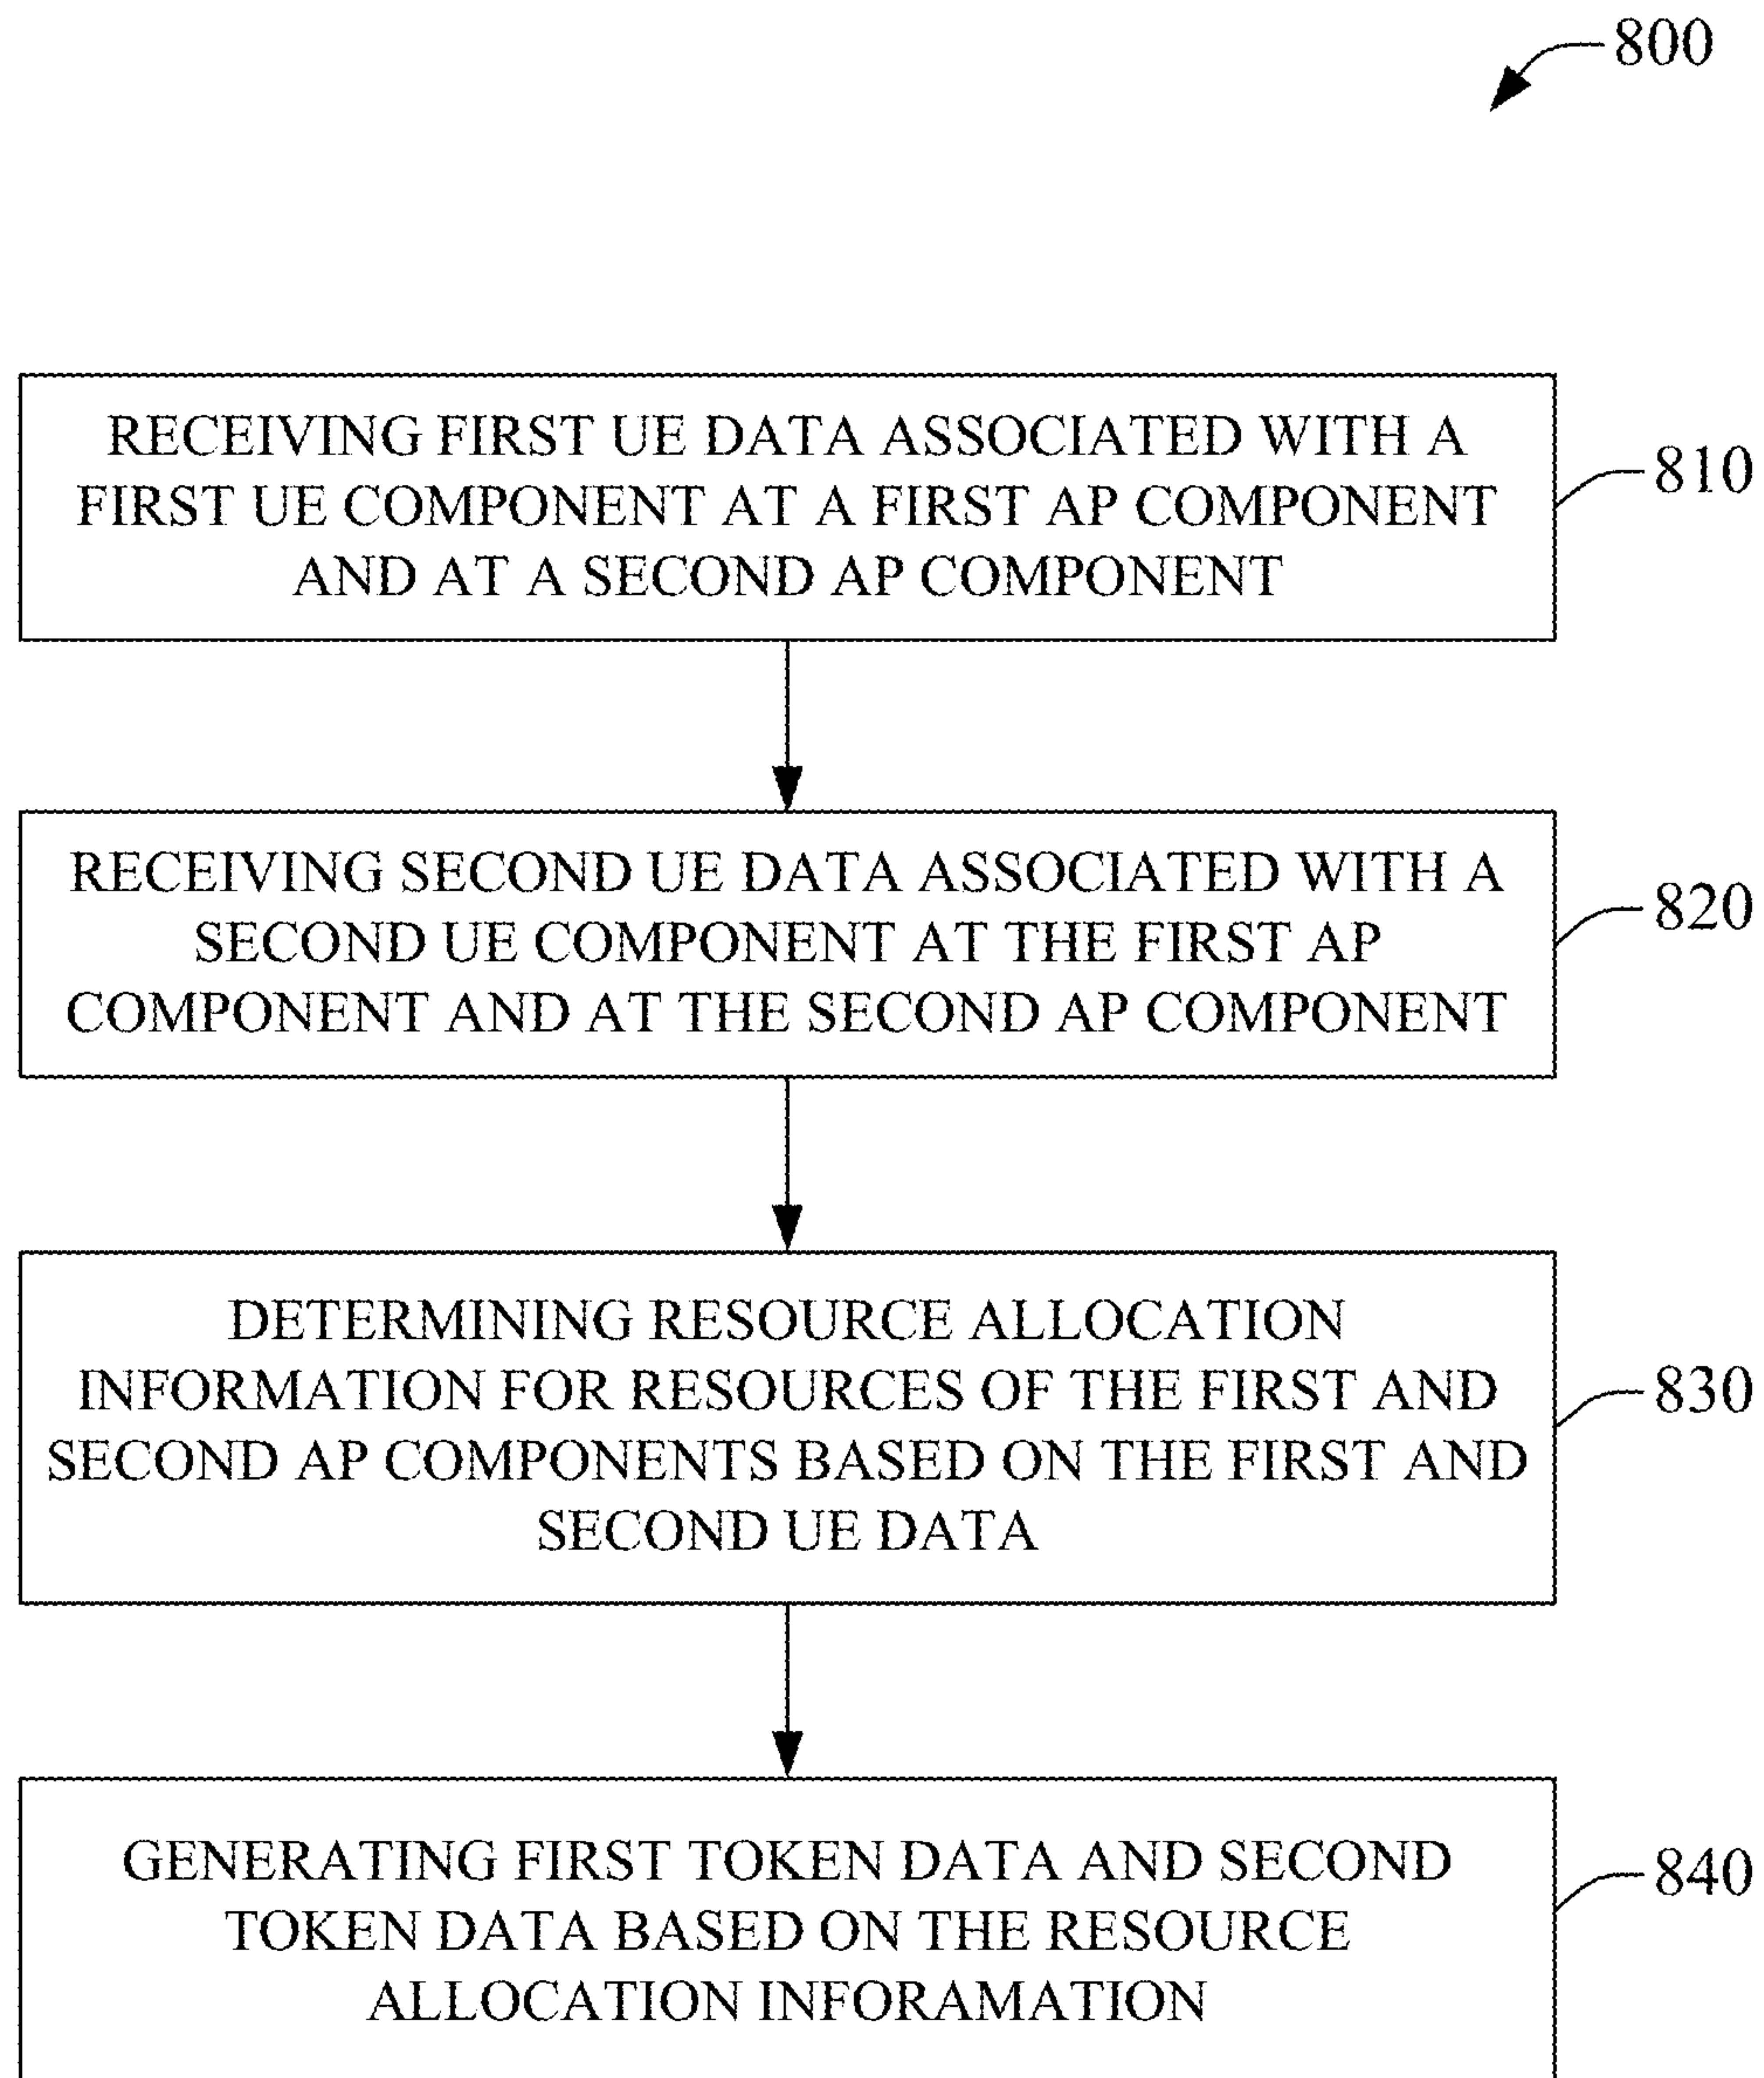 800
RECEIVING FIRST UE DATA ASSOCIATED WITH A
FIRST UE COMPONENT AT A FIRST AP COMPONENT
AND AT A SECOND AP COMPONENT
810
RECEIVING SECOND UE DATA ASSOCIATED WITH A
SECOND UE COMPONENT AT THE FIRST AP
COMPONENT AND AT THE SECOND AP COMPONENT
820
DETERMINING RESOURCE ALLOCATION
INFORMATION FOR RESOURCES OF THE FIRST AND
SECOND AP COMPONENTS BASED ON THE FIRST AND
SECOND UE DATA
830
GENERATING FIRST TOKEN DATA AND SECOND
TOKEN DATA BASED ON THE RESOURCE
ALLOCATION INFORAMATION
840